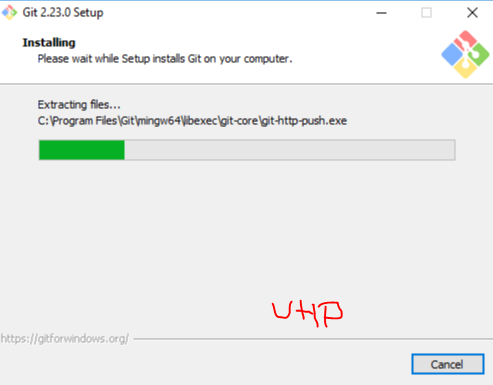 Git 2.23.0 Setup
Installing
Please wait while Setup installs Git on your computer.
Extracting files...
C:\Program Files\Git\mingw64\libexec\git-core\git-http-push.exe
VHP
https://gitforwindows.org/
Cancel